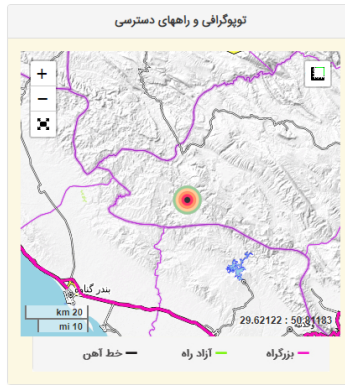 توپوگرافی و راههای دسترسی
+
−
بندر گناوه
20 km
10 mi
29.62122 : 50.81183
بزرگراه
آزاد راه
خط آهن